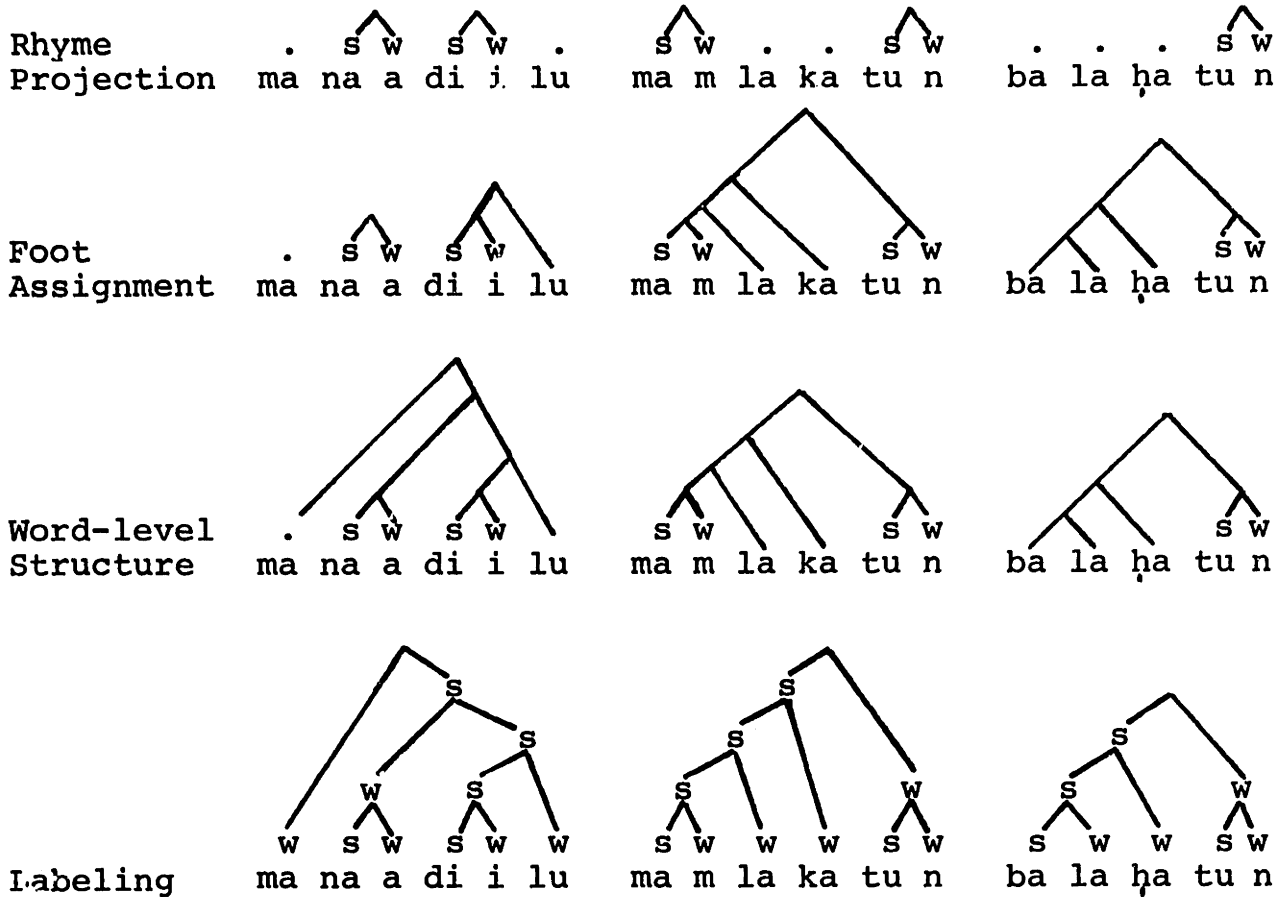 . s w s w . s w . . s w . . . s w
Rhyme
Projection ma na a di i lu ma m la ka tu n ba la ḥa tu n
Foot . s w s w s w s w s w
Assignment ma na a di i lu ma m la ka tu n ba la ḥa tu n
Word-level . s w s w s w s w s w
Structure ma na a di i lu ma m la ka tu n ba la ḥa tu n
s s
s s s
w s s w s w
w s w s w w s w w w s w s w w s w
Labeling ma na a di i lu ma m la ka tu n ba la ḥa tu n